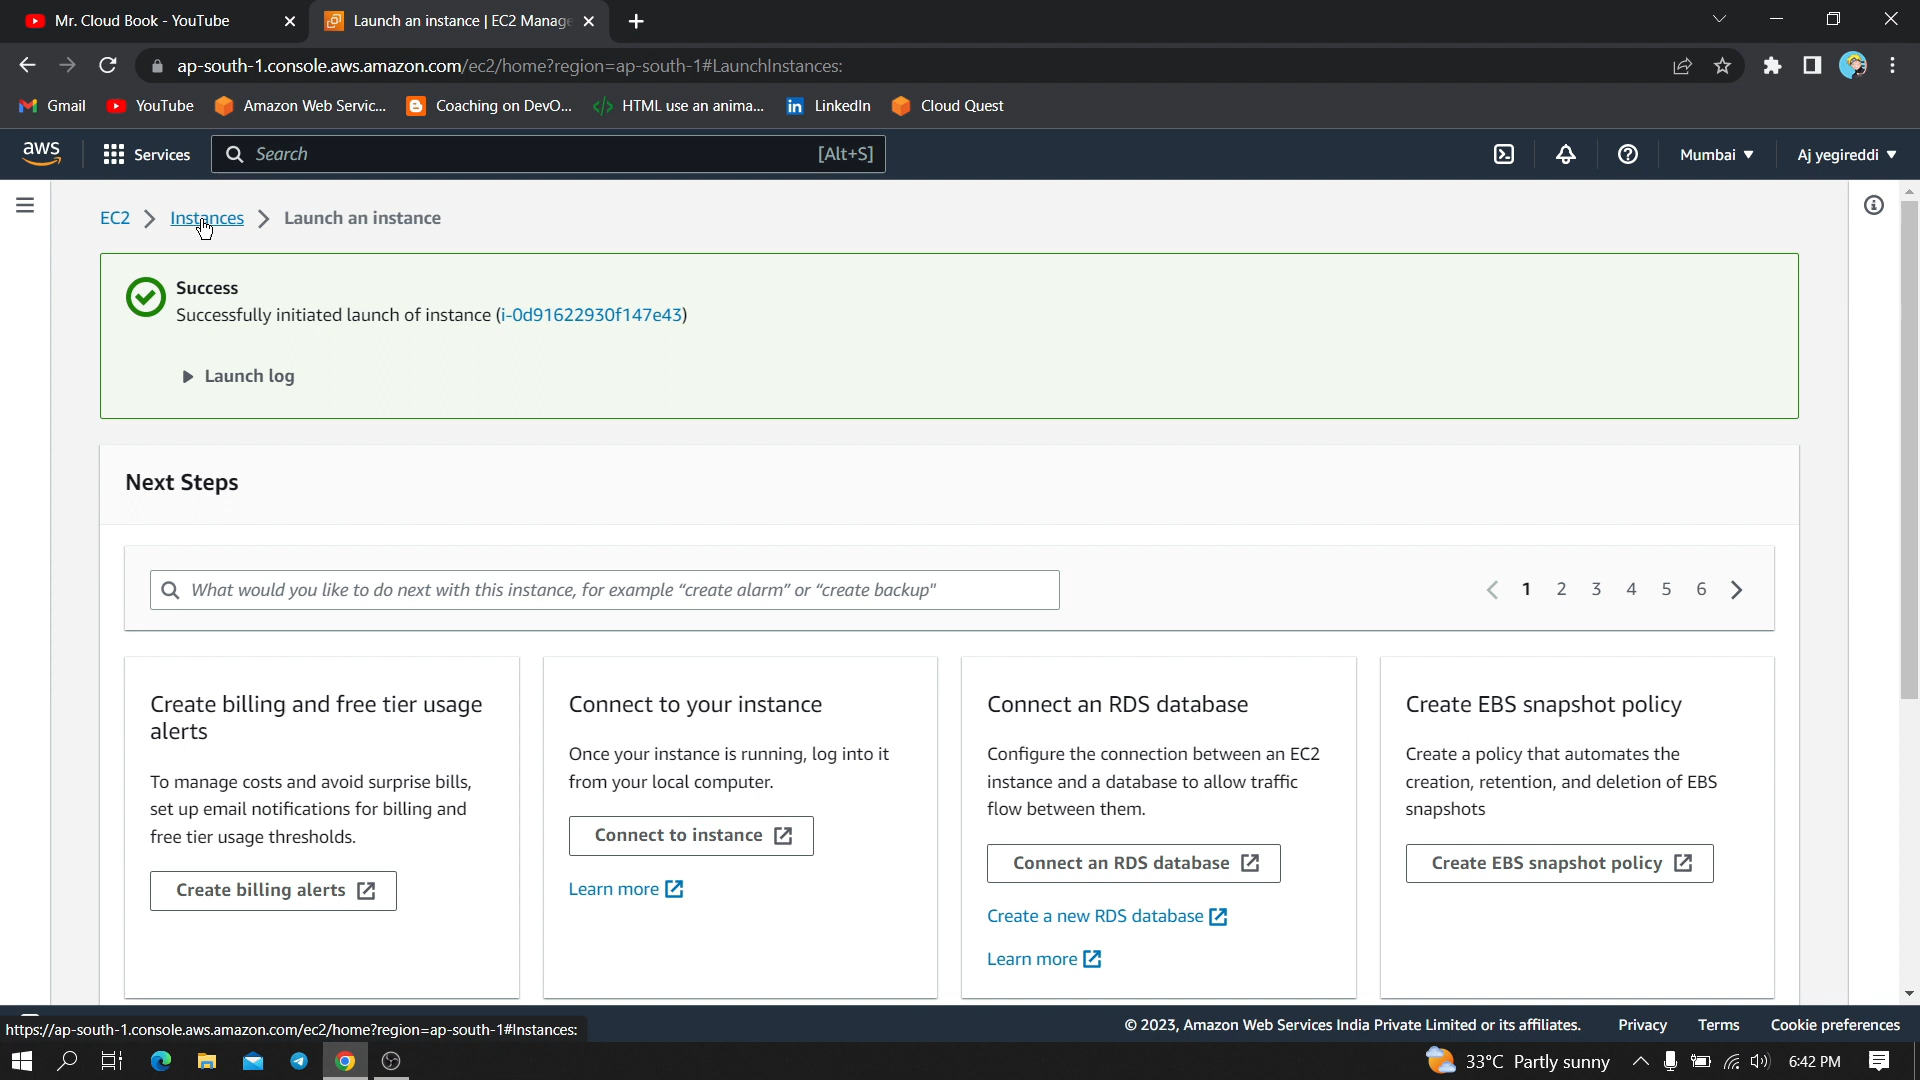 Mr. Cloud Book - YouTube
Launch an instance | EC2 Manage
ap-south-1.console.aws.amazon.com/ec2/home?region=ap-south-1#LaunchInstances:
Gmail YouTube Amazon Web Servic... Coaching on DevO... HTML use an anima... LinkedIn Cloud Quest
aws Services Search [Alt+S] Mumbai Aj yegireddi
EC2 Instances Launch an instance
Success
Successfully initiated launch of instance (i-0d91622930f147e43)
Launch log
Next Steps
What would you like to do next with this instance, for example “create alarm” or “create backup” 1 2 3 4 5 6
Create billing and free tier usage
alerts
To manage costs and avoid surprise bills,
set up email notifications for billing and
free tier usage thresholds.
Create billing alerts
Connect to your instance
Once your instance is running, log into it
from your local computer.
Connect to instance
Learn more
Connect an RDS database
Configure the connection between an EC2
instance and a database to allow traffic
flow between them.
Connect an RDS database
Create a new RDS database
Learn more
Create EBS snapshot policy
Create a policy that automates the
creation, retention, and deletion of EBS
snapshots
Create EBS snapshot policy
https://ap-south-1.console.aws.amazon.com/ec2/home?region=ap-south-1#Instances:
© 2023, Amazon Web Services India Private Limited or its affiliates. Privacy Terms Cookie preferences
33°C Partly sunny 6:42 PM